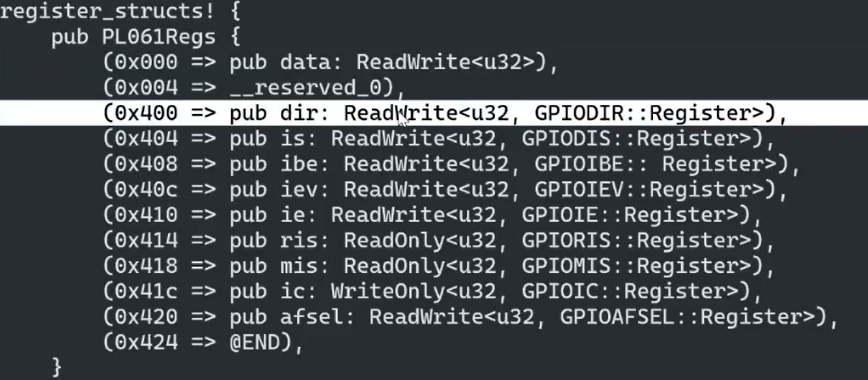 register_structs! {
    pub PL061Regs {
        (0x000 => pub data: ReadWrite<u32>),
        (0x004 => __reserved_0),
        (0x400 => pub dir: ReadWrite<u32, GPIODIR::Register>),
        (0x404 => pub is: ReadWrite<u32, GPIODIS::Register>),
        (0x408 => pub ibe: ReadWrite<u32, GPIOIBE:: Register>),
        (0x40c => pub iev: ReadWrite<u32, GPIOIEV::Register>),
        (0x410 => pub ie: ReadWrite<u32, GPIOIE::Register>),
        (0x414 => pub ris: ReadOnly<u32, GPIORIS::Register>),
        (0x418 => pub mis: ReadOnly<u32, GPIOMIS::Register>),
        (0x41c => pub ic: WriteOnly<u32, GPIOIC::Register>),
        (0x420 => pub afsel: ReadWrite<u32, GPIOAFSEL::Register>),
        (0x424 => @END),
    }